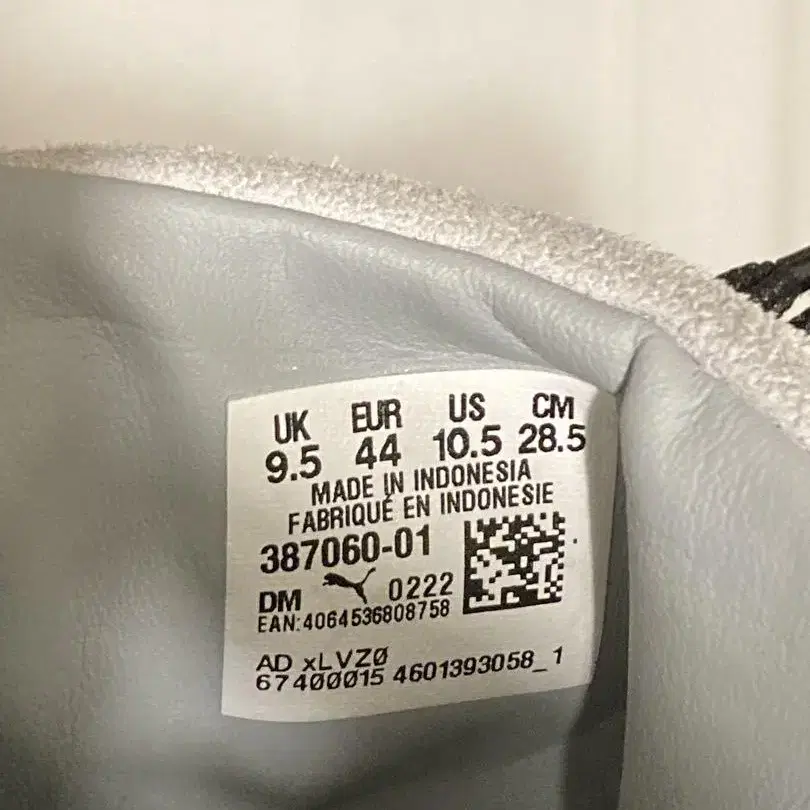 UK EUR US CM
9.5 44 10.5 28.5
MADE IN INDONESIA
FABRIQUÉ EN INDONESIE
387060-01
DM 0222
EAN:4064536808758
AD xLVZ0
67400015 4601393058_1